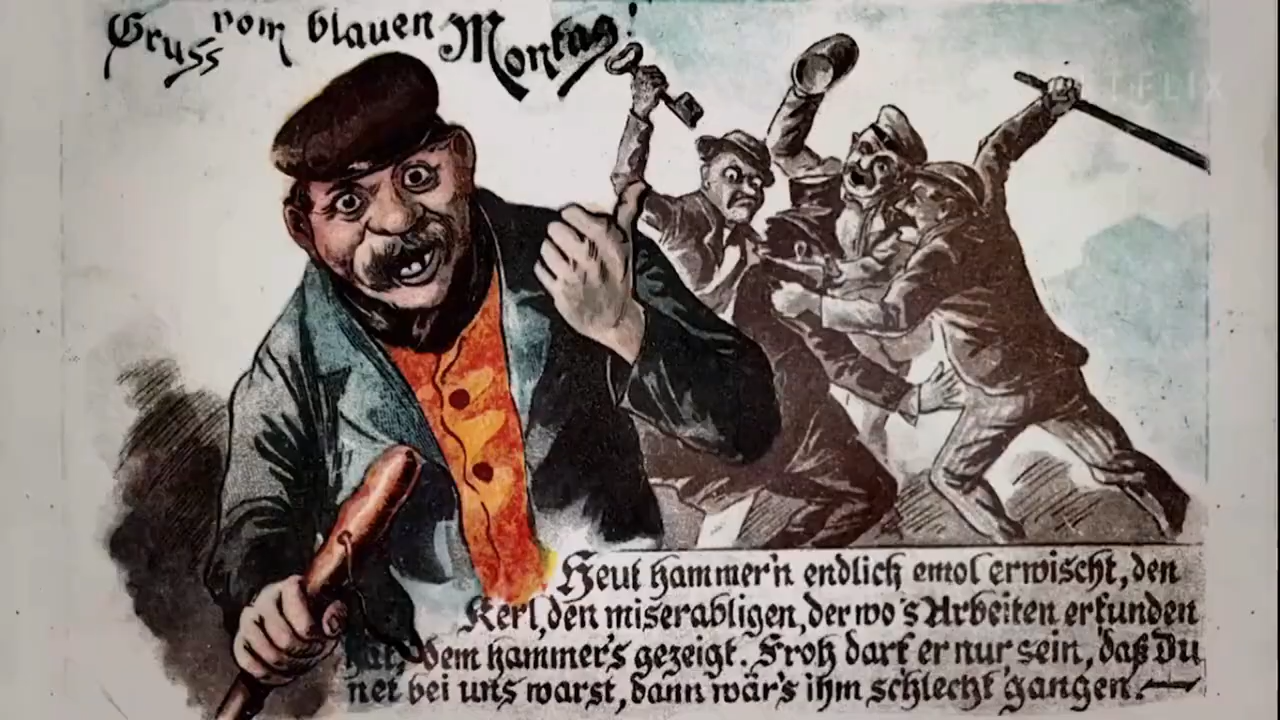 Gruss vom blauen Montag!
NETFLIX
Heut hammer'n endlich emol erwischt, den
Kerl, den miserabligen, der wo's Arbeiten erfunden
hat, dem hammer's gezeigt. Froh darf er nur sein, daß Du
net bei uns warst, dann wär's ihm schlecht gangen.—